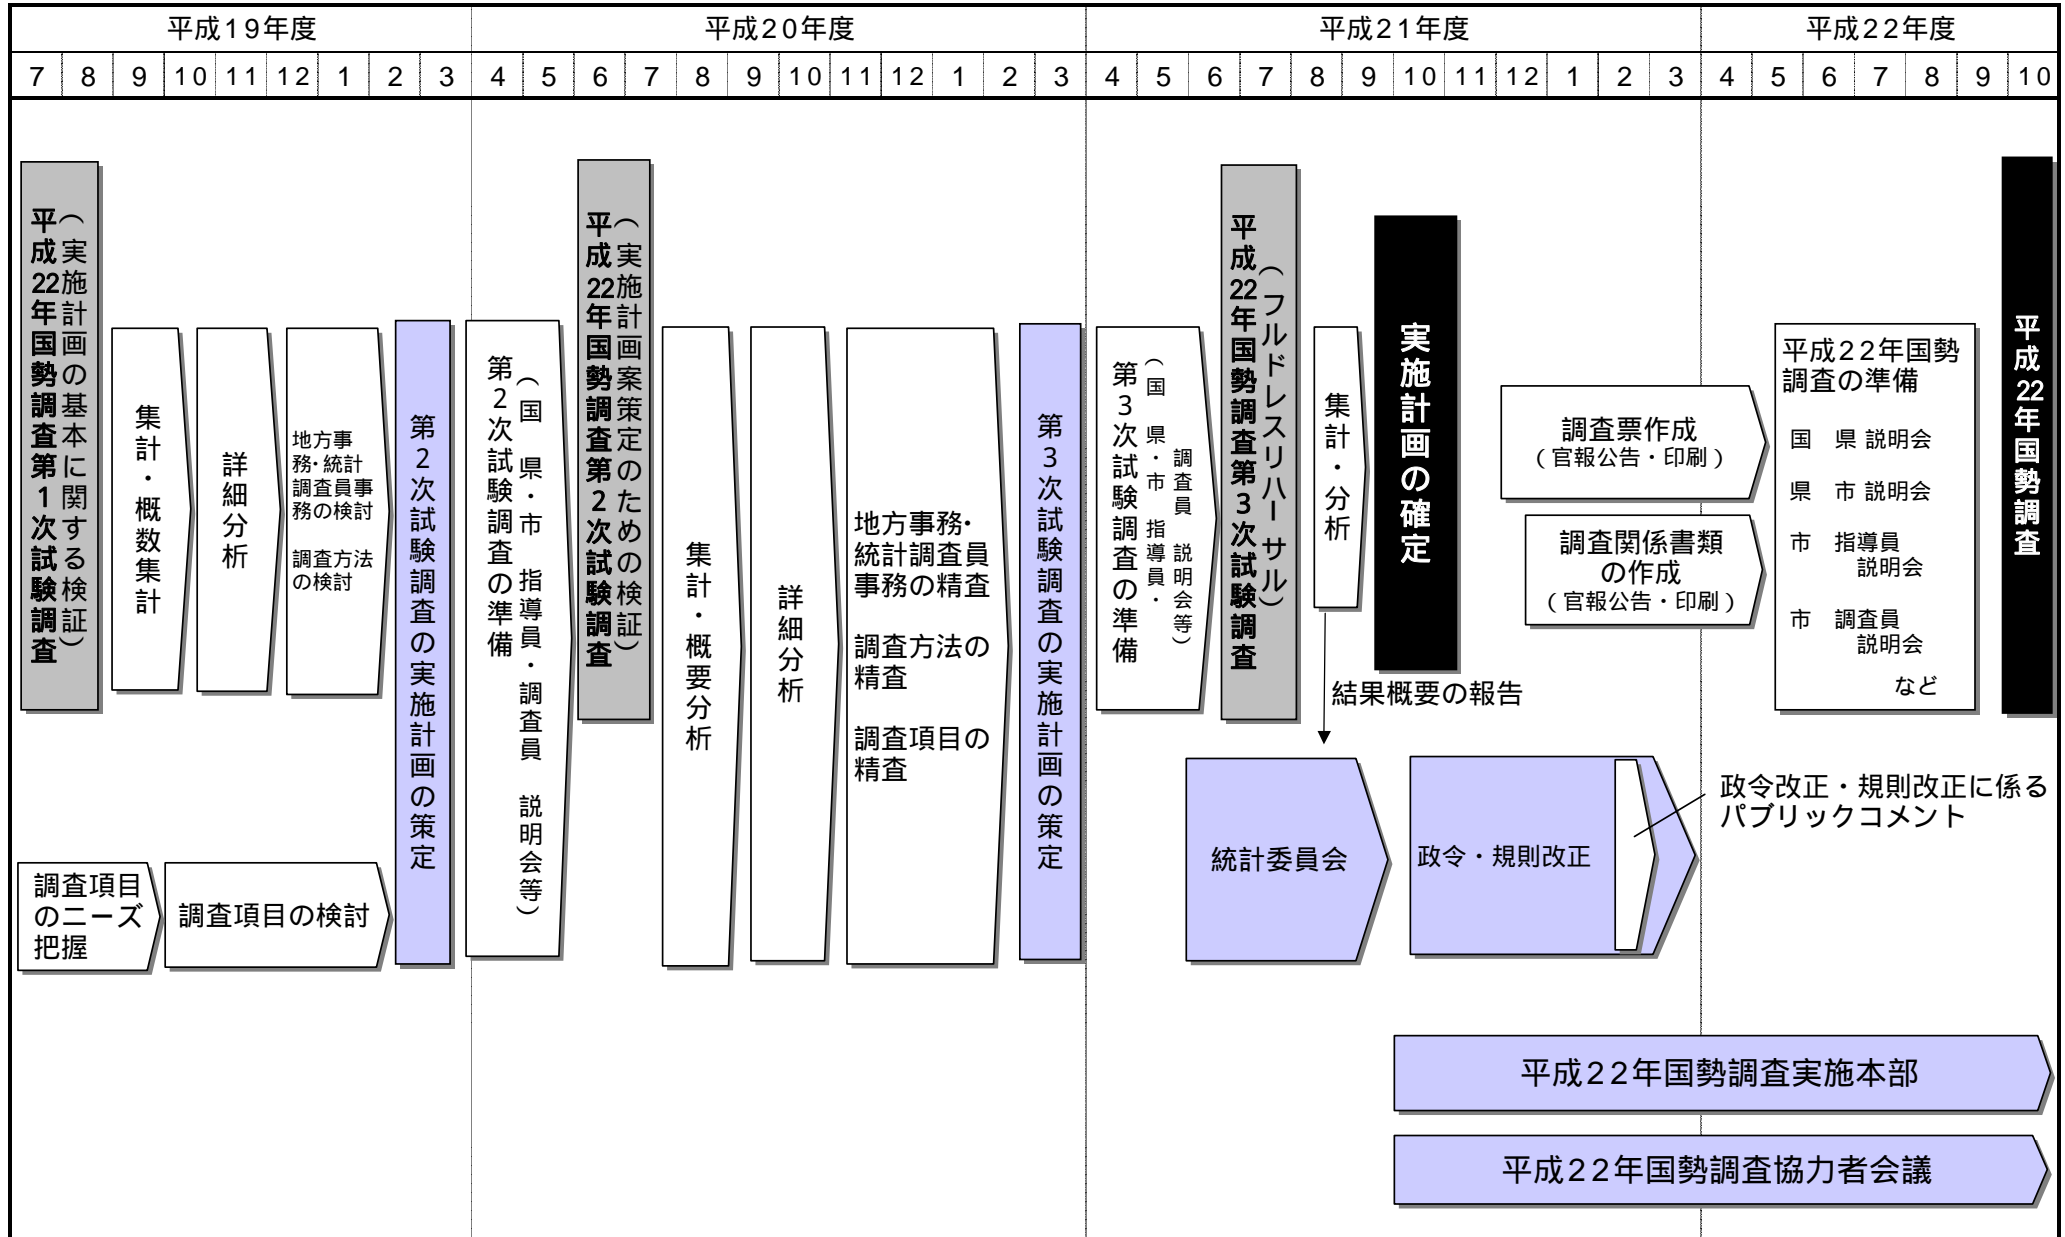 平成19年度
平成20年度
平成21年度
平成22年度
7 8 9 10 11 12 1 2 3 4 5 6 7 8 9 10 11 12 1 2 3 4 5 6 7 8 9 10 11 12 1 2 3 4 5 6 7 8 9 10
平成22年国勢調査第1次試験調査
(実施計画の基本に関する検証)
集計・概数集計
詳細分析
地方事
務・統計
調査員事
務の検討
調査方法
の検討
第2次試験調査の実施計画の策定
調査項目
のニーズ
把握
調査項目の検討
第2次試験調査の準備
(国 県・市 指導員・調査員 説明会等)
平成22年国勢調査第2次試験調査
(実施計画案策定のための検証)
集計・概要分析
詳細分析
地方事務・
統計調査員
事務の精査
調査方法の
精査
調査項目の
精査
第3次試験調査の実施計画の策定
第3次試験調査の準備
(国 県・市 指導員・
調査員 説明会等)
平成22年国勢調査第3次試験調査
(フルドレスリハーサル)
集計・分析
結果概要の報告
実施計画の確定
統計委員会
政令・規則改正
政令改正・規則改正に係る
パブリックコメント
調査票作成
(官報公告・印刷)
調査関係書類
の作成
(官報公告・印刷)
平成22年国勢
調査の準備
国 県 説明会
県 市 説明会
市 指導員
説明会
市 調査員
説明会
など
平成22年国勢調査
平成22年国勢調査実施本部
平成22年国勢調査協力者会議